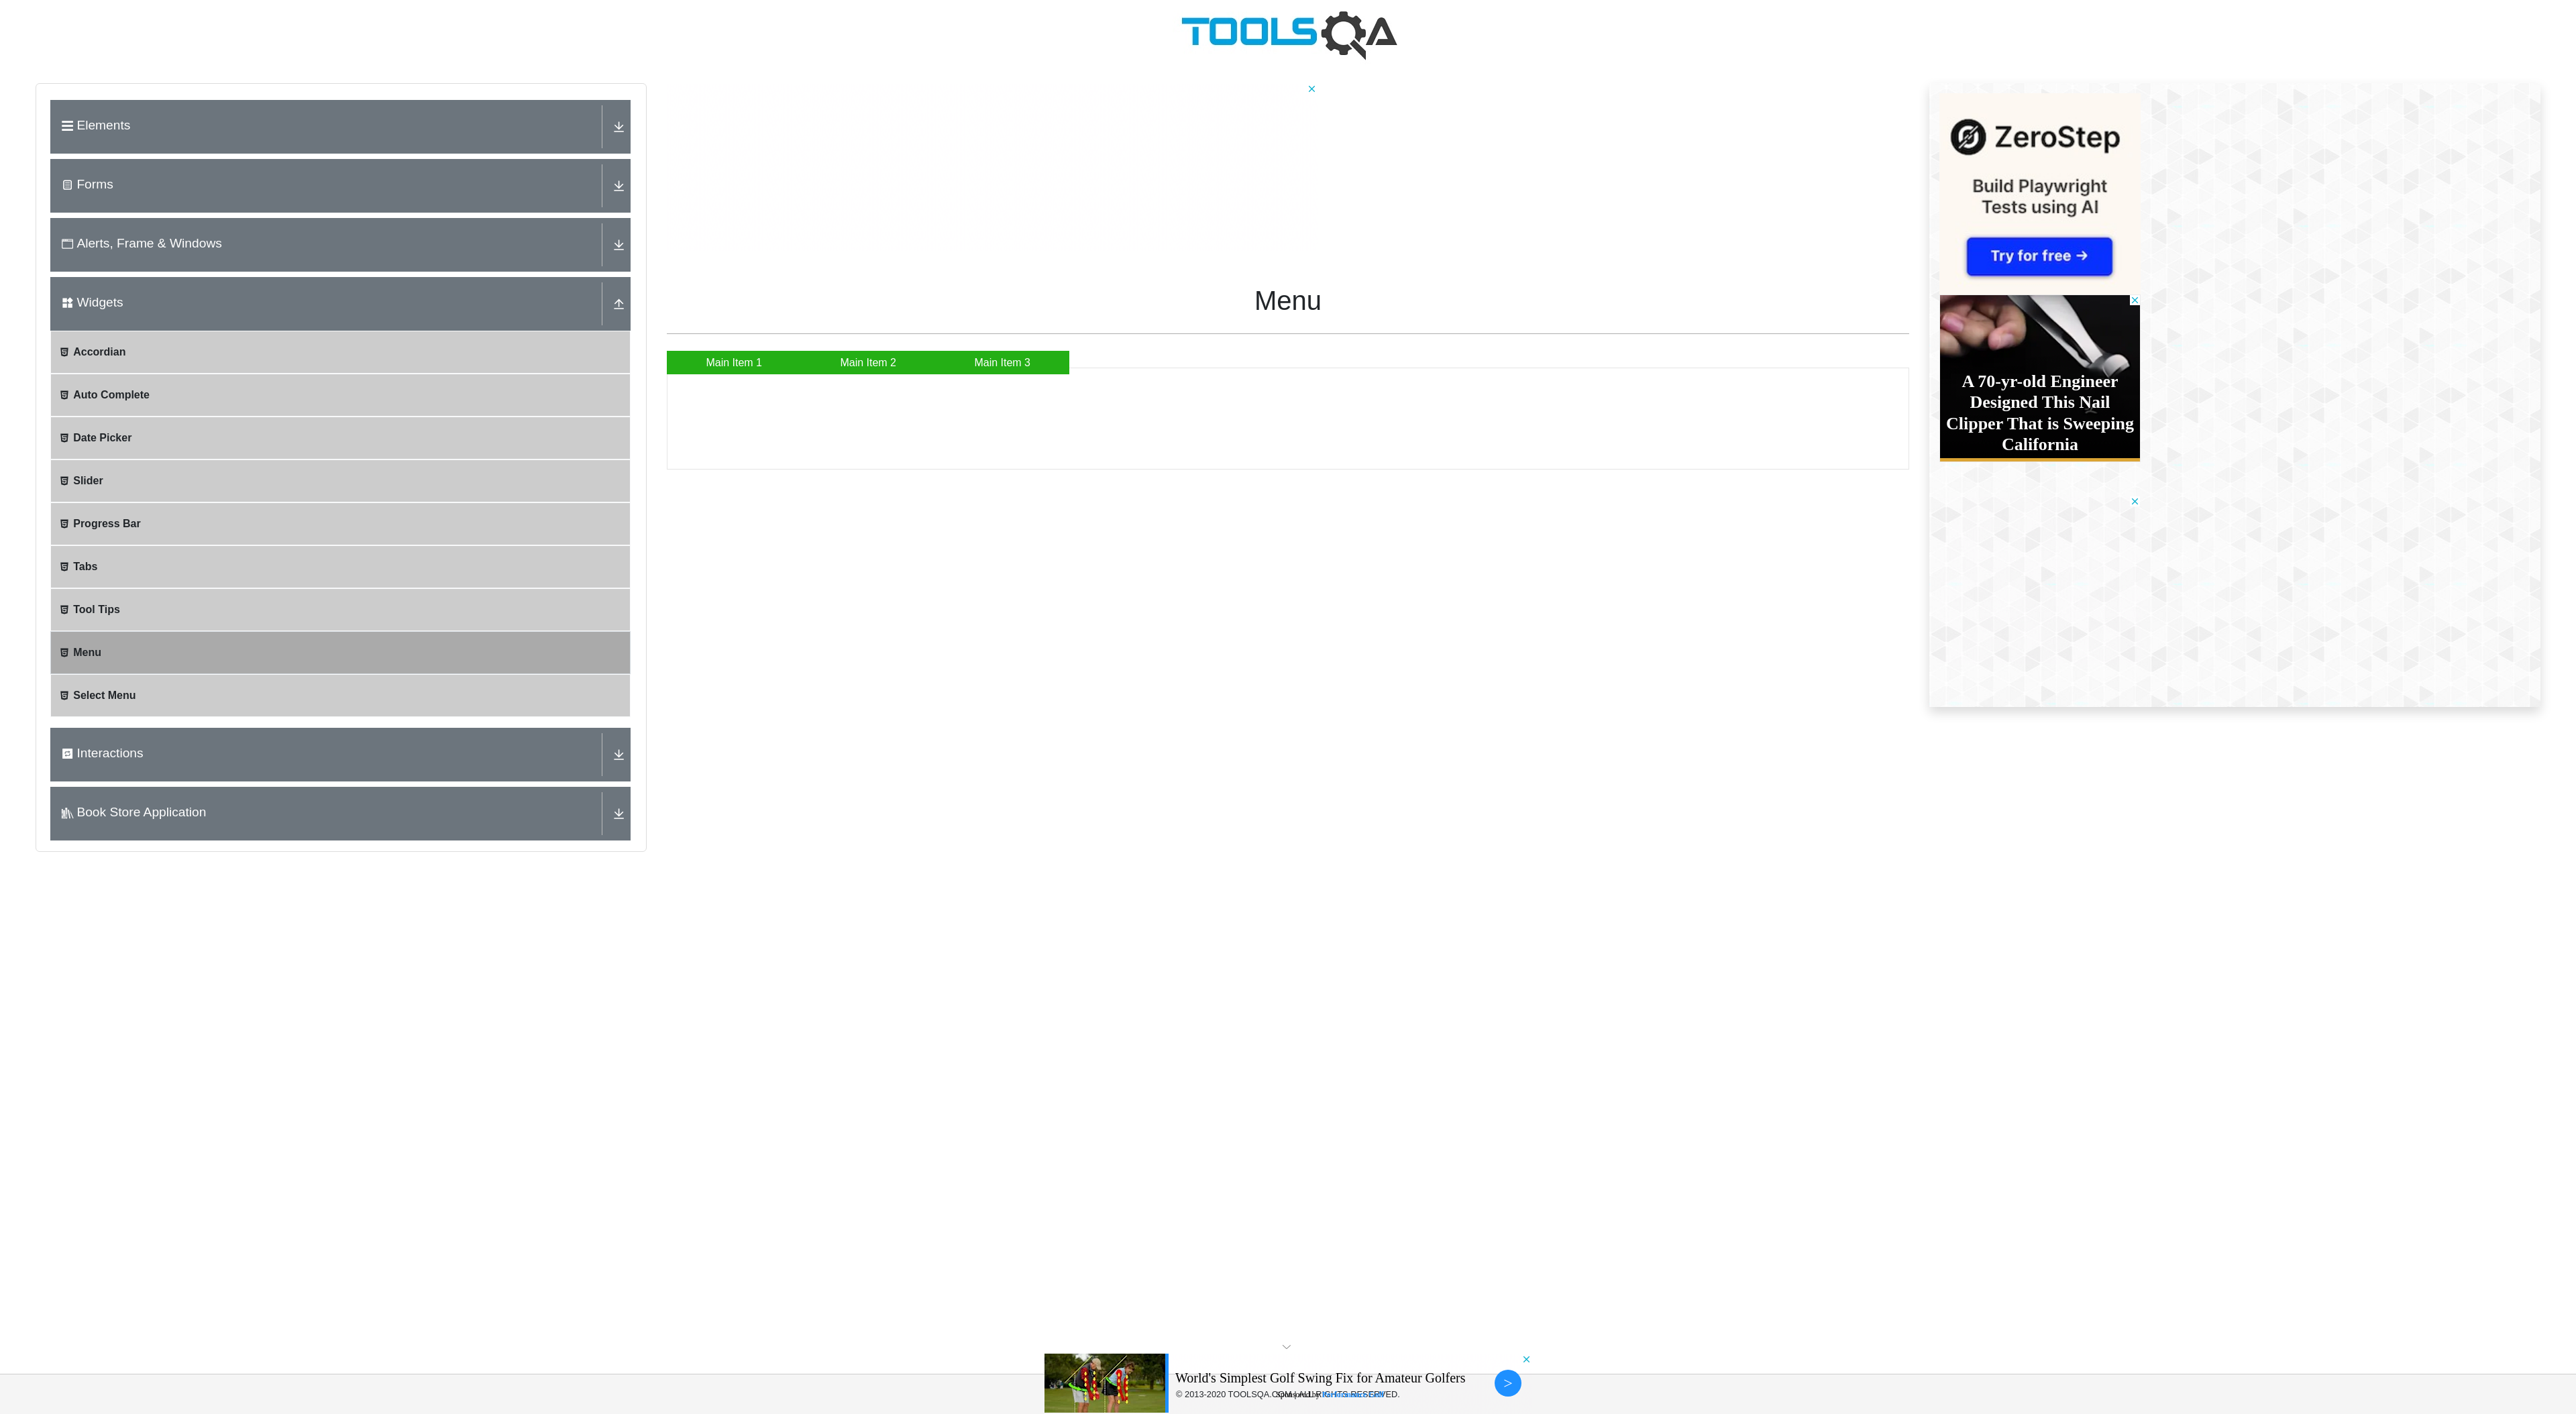 TOOLSQA
Elements
Forms
Alerts, Frame & Windows
Widgets
Accordian
Auto Complete
Date Picker
Slider
Progress Bar
Tabs
Tool Tips
Menu
Select Menu
Interactions
Book Store Application
Menu
Main Item 1
Main Item 2
Main Item 3
ZeroStep
Build Playwright
Tests using AI
Try for free →
A 70-yr-old Engineer
Designed This Nail
Clipper That is Sweeping
California
World's Simplest Golf Swing Fix for Amateur Golfers
© 2013-2020 TOOLSQA.COM | ALL RIGHTS RESERVED.